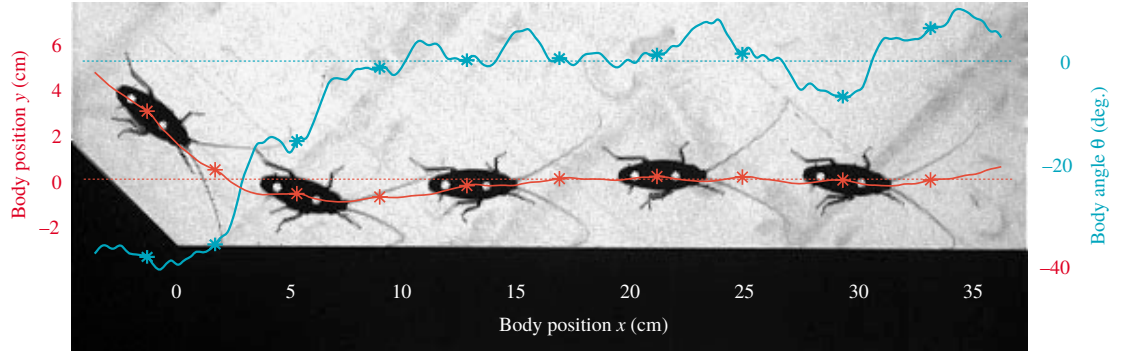 6
4
2
0
–2
Body position y (cm)
0
–20
–40
Body angle θ (deg.)
0 5 10 15 20 25 30 35
Body position x (cm)